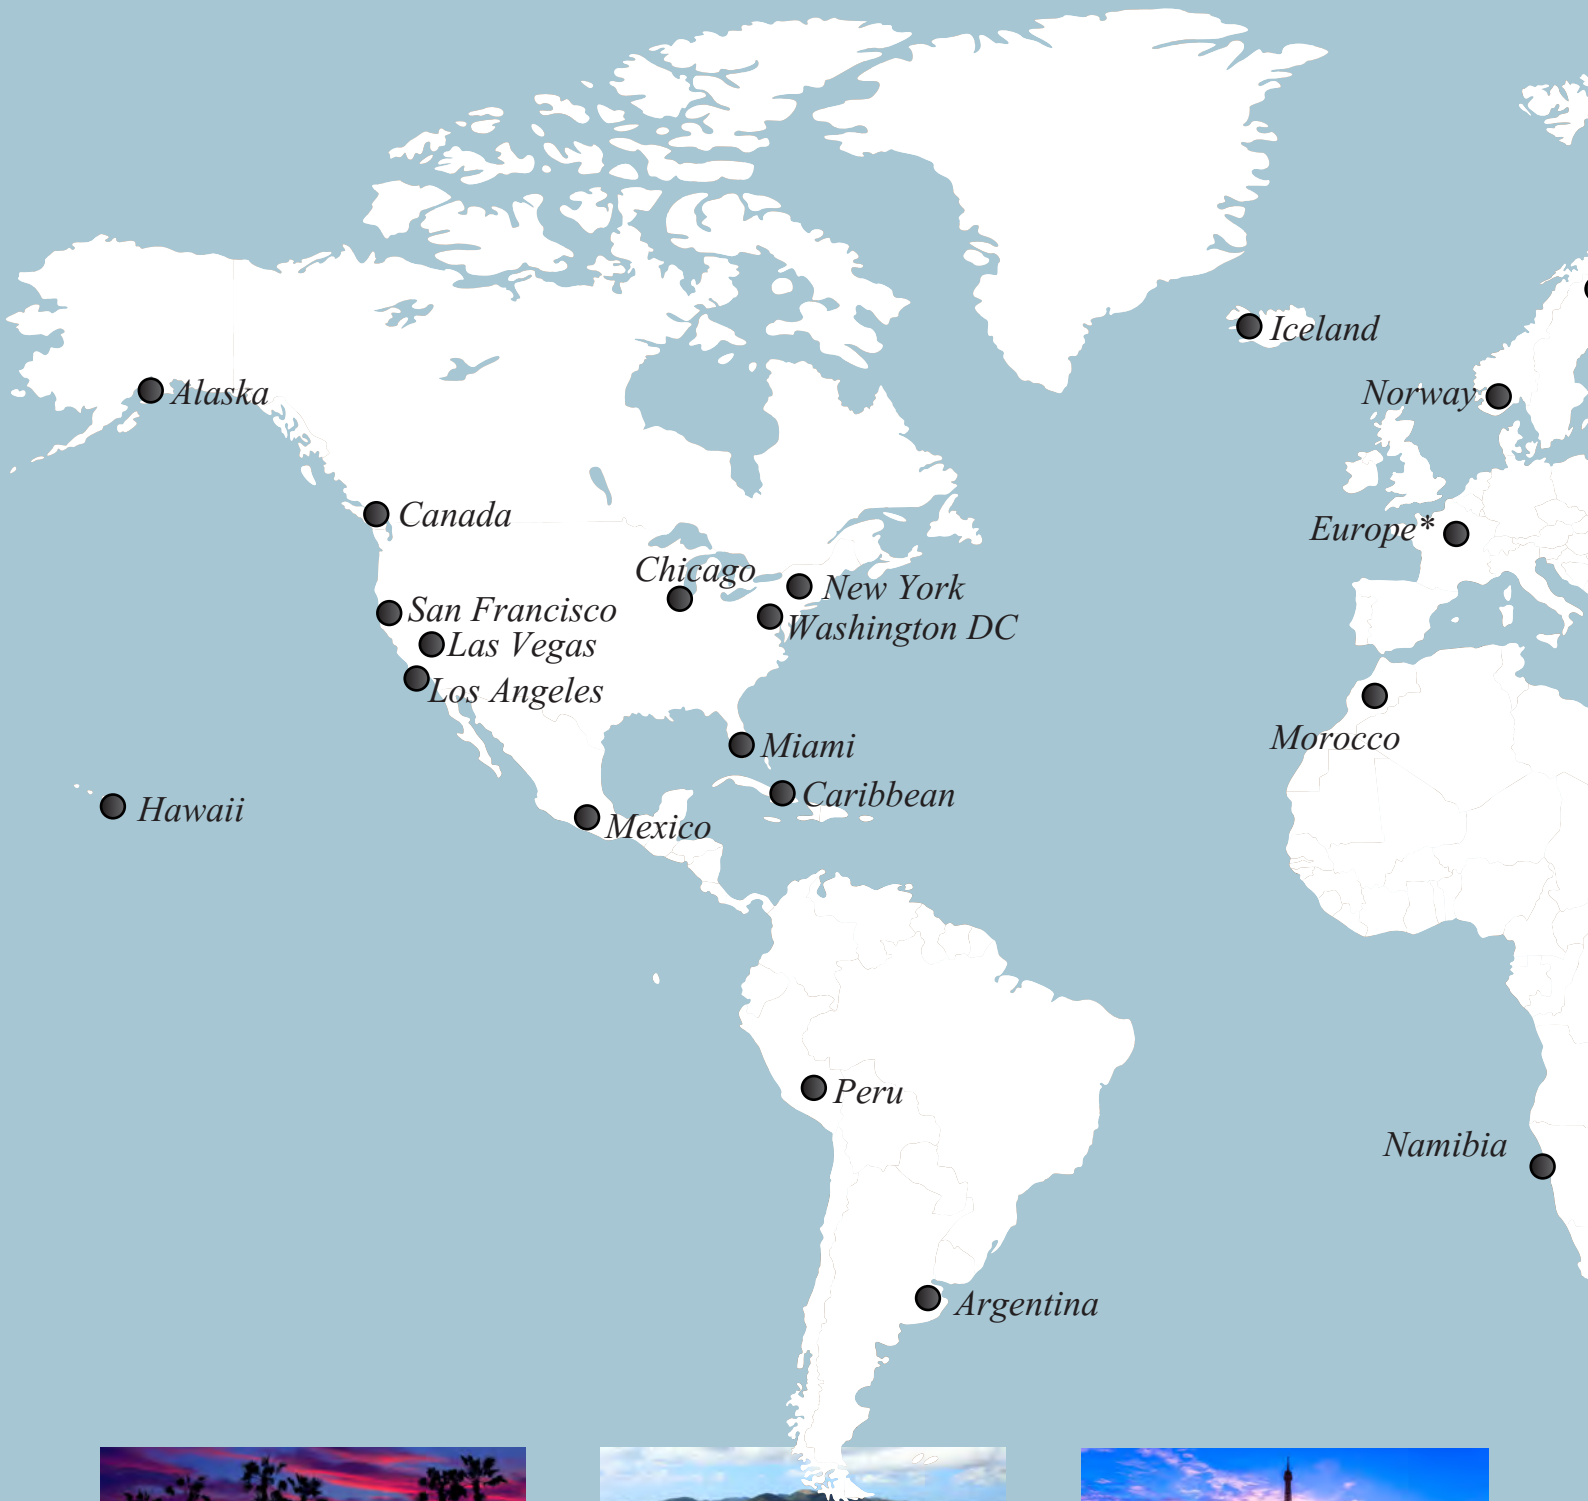 Iceland
Norway
Alaska
Canada
Europe*
Chicago
New York
San Francisco
Washington DC
Las Vegas
Los Angeles
Morocco
Miami
Caribbean
Hawaii
Mexico
Peru
Namibia
Argentina